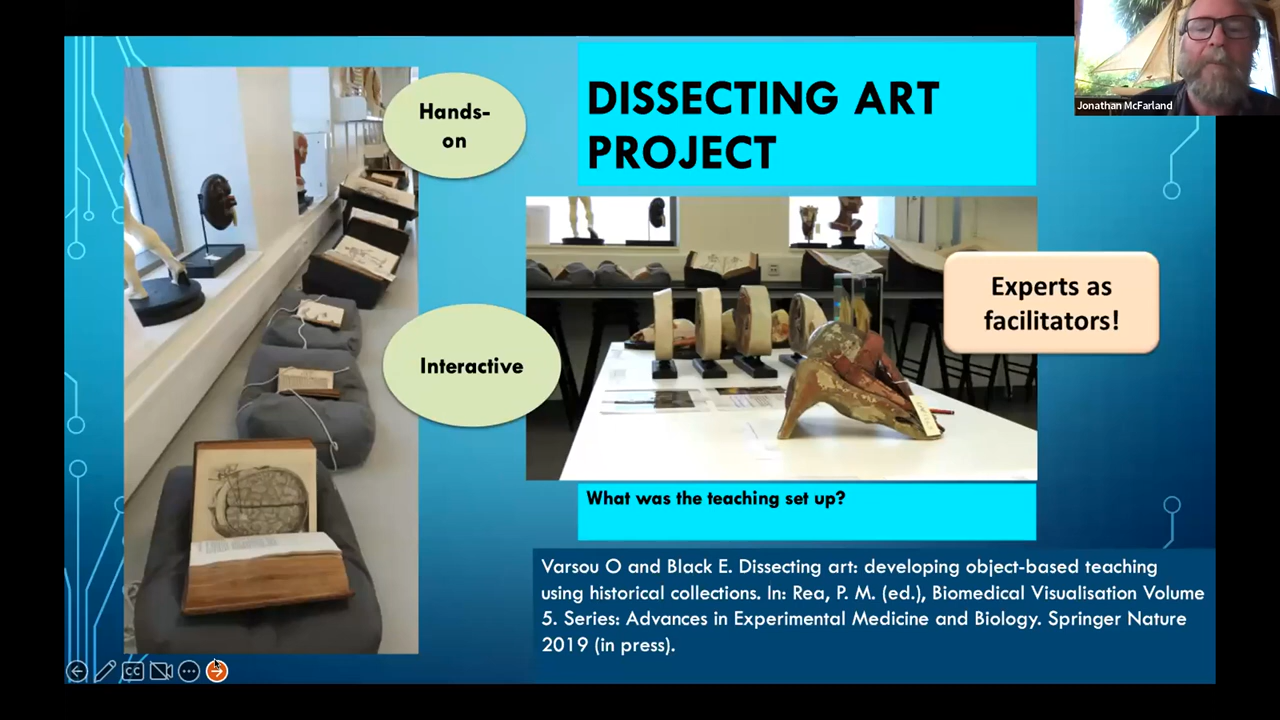 Hands-
on
DISSECTING ART
PROJECT
Jonathan McFarland
Experts as
facilitators!
Interactive
What was the teaching set up?
Varsou O and Black E. Dissecting art: developing object-based teaching
using historical collections. In: Rea, P. M. (ed.), Biomedical Visualisation Volume
5. Series: Advances in Experimental Medicine and Biology. Springer Nature
2019 (in press).
CC